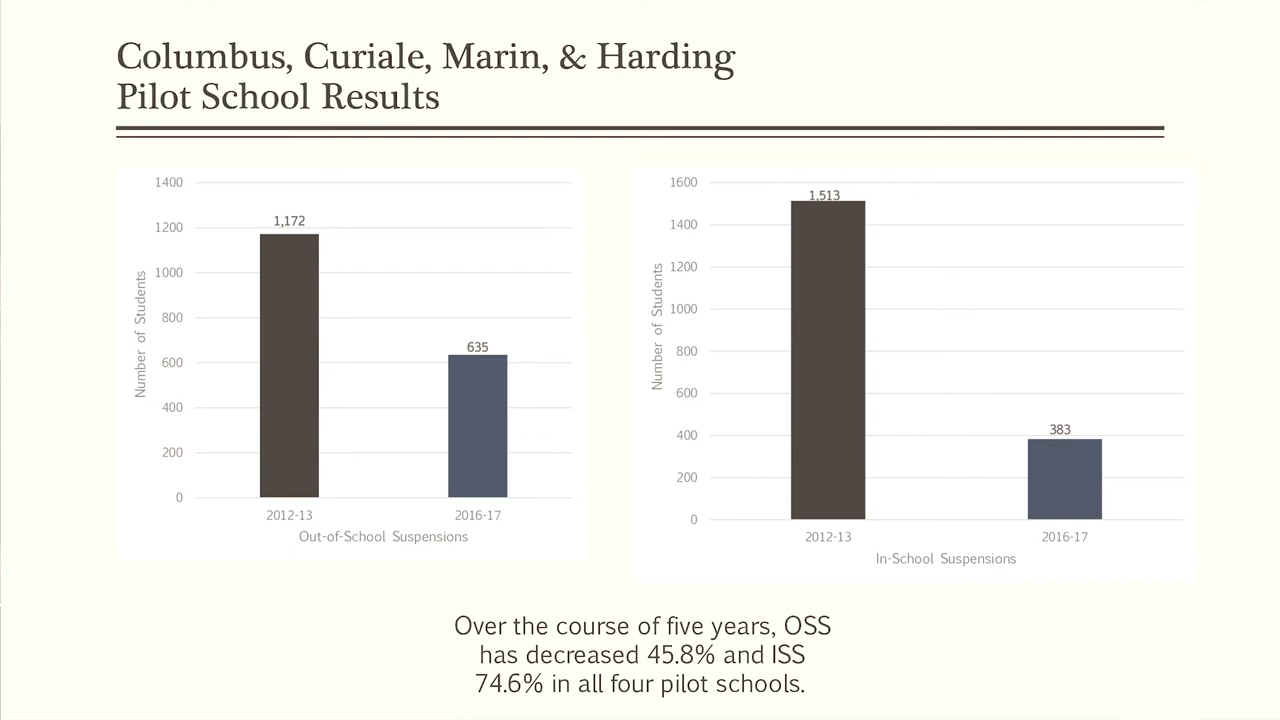 Columbus, Curiale, Marin, & Harding
Pilot School Results
1400
1200
1000
800
600
400
200
0
Number of Students
1,172
635
2012-13
2016-17
Out-of-School Suspensions
1600
1400
1200
1000
800
600
400
200
0
Number of Students
1,513
383
2012-13
2016-17
In-School Suspensions
Over the course of five years, OSS
has decreased 45.8% and ISS
74.6% in all four pilot schools.